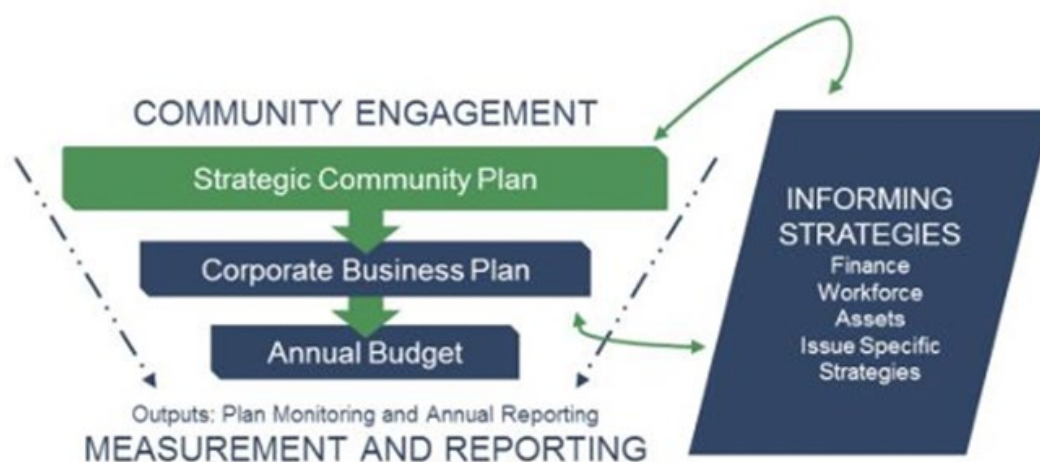 COMMUNITY ENGAGEMENT
Strategic Community Plan
Corporate Business Plan
Annual Budget
Outputs: Plan Monitoring and Annual Reporting
MEASUREMENT AND REPORTING
INFORMING
STRATEGIES
Finance
Workforce
Assets
Issue Specific
Strategies